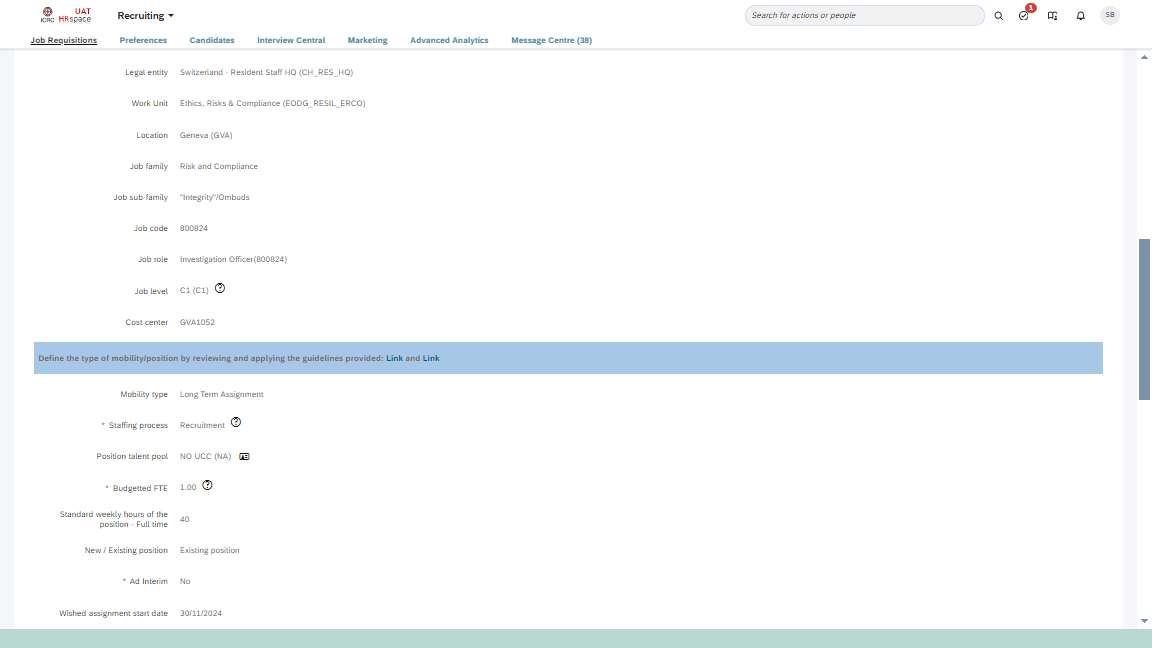 ICRC
UAT
HRspace
Recruiting
Search for actions or people
1
SB
Job Requisitions
Preferences
Candidates
Interview Central
Marketing
Advanced Analytics
Message Centre (38)
Legal entity Switzerland - Resident Staff HQ (CH_RES_HQ)
Work Unit Ethics, Risks & Compliance (EODG_RESIL_ERCO)
Location Geneva (GVA)
Job family Risk and Compliance
Job sub-family "Integrity"/Ombuds
Job code 800824
Job role Investigation Officer(800824)
Job level C1 (C1) ?
Cost center GVA1052
Define the type of mobility/position by reviewing and applying the guidelines provided: Link and Link
Mobility type Long Term Assignment
* Staffing process Recruitment ?
Position talent pool NO UCC (NA)
* Budgetted FTE 1.00 ?
Standard weekly hours of the
position - Full time 40
New / Existing position Existing position
* Ad Interim No
Wished assignment start date 30/11/2024